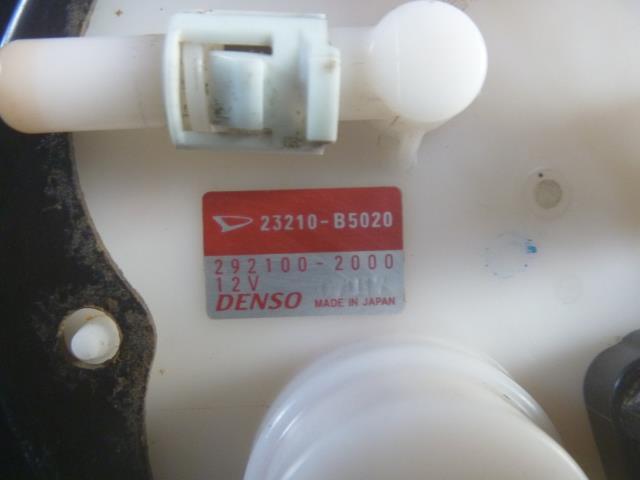 23210-B5020
292100-2000
12V
DENSO MADE IN JAPAN